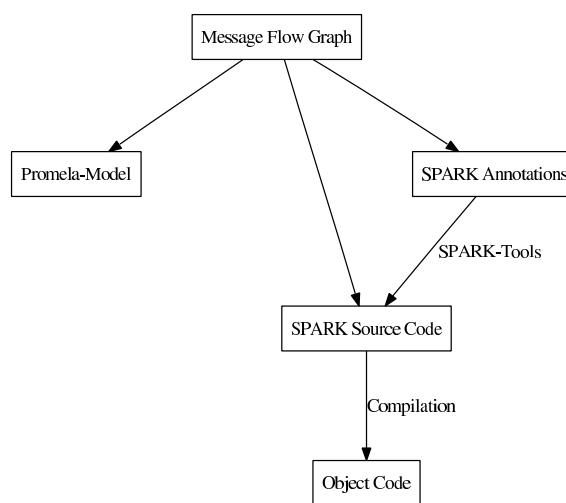 Message Flow Graph
Promela-Model
SPARK Annotations
SPARK-Tools
SPARK Source Code
Compilation
Object Code